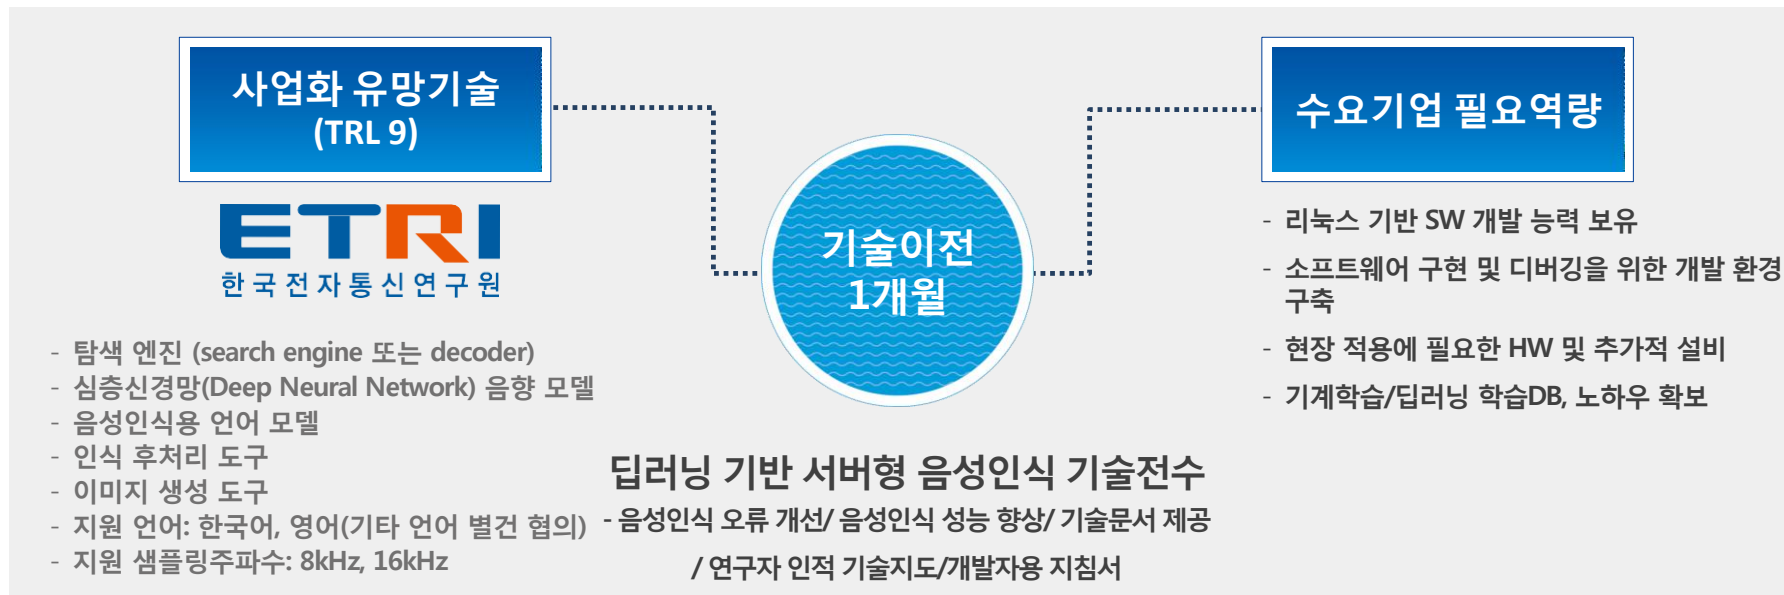 사업화 유망기술
(TRL 9)
ETRI
한국전자통신연구원
- 탐색 엔진 (search engine 또는 decoder)
- 심층신경망(Deep Neural Network) 음향 모델
- 음성인식용 언어 모델
- 인식 후처리 도구
- 이미지 생성 도구
- 지원 언어: 한국어, 영어(기타 언어 별건 협의)
- 지원 샘플링주파수: 8kHz, 16kHz
기술이전
1개월
딥러닝 기반 서버형 음성인식 기술전수
- 음성인식 오류 개선/ 음성인식 성능 향상/ 기술문서 제공
/ 연구자 인적 기술지도/개발자용 지침서
수요기업 필요역량
- 리눅스 기반 SW 개발 능력 보유
- 소프트웨어 구현 및 디버깅을 위한 개발 환경
구축
- 현장 적용에 필요한 HW 및 추가적 설비
- 기계학습/딥러닝 학습DB, 노하우 확보